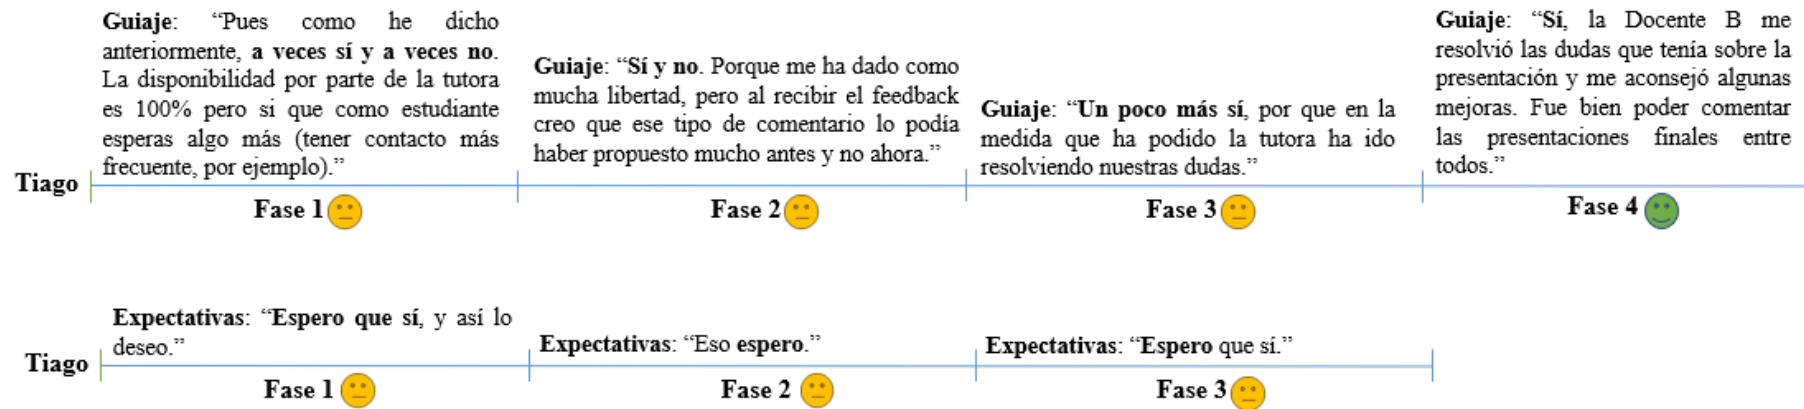 Guiaje: “Pues como he dicho
anteriormente, a veces sí y a veces no.
La disponibilidad por parte de la tutora
es 100% pero si que como estudiante
esperas algo más (tener contacto más
frecuente, por ejemplo).”
Guiaje: “Sí y no. Porque me ha dado como
mucha libertad, pero al recibir el feedback
creo que ese tipo de comentario lo podía
haber propuesto mucho antes y no ahora.”
Guiaje: “Un poco más sí, por que en la
medida que ha podido la tutora ha ido
resolviendo nuestras dudas.”
Guiaje: “Sí, la Docente B me
resolvió las dudas que tenía sobre la
presentación y me aconsejó algunas
mejoras. Fue bien poder comentar
las presentaciones finales entre
todos.”
Tiago
Fase 1
Fase 2
Fase 3
Fase 4
Expectativas: “Espero que sí, y así lo
deseo.”
Expectativas: “Eso espero.”
Expectativas: “Espero que sí.”
Tiago
Fase 1
Fase 2
Fase 3